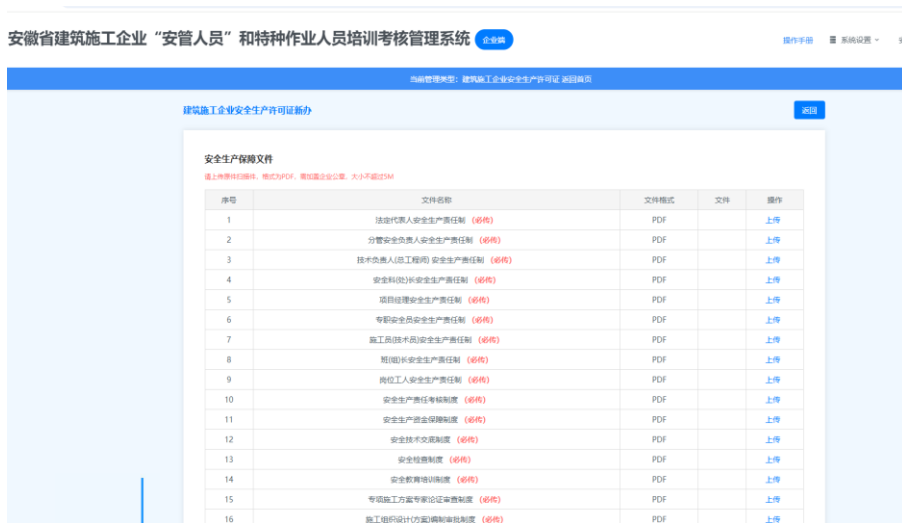 安徽省建筑施工企业“安管人员”和特种作业人员培训考核管理系统 企业端 操作手册 系统设置
当前管理类型：建筑施工企业安全生产许可证 返回首页
建筑施工企业安全生产许可证新办 返回
安全生产保障文件
请上传原件扫描件，格式为PDF，需加盖企业公章，大小不超过5M
序号 文件名称 文件格式 文件 操作
1 法定代表人安全生产责任制 (必传) PDF 上传
2 分管安全负责人安全生产责任制 (必传) PDF 上传
3 技术负责人(总工程师) 安全生产责任制 (必传) PDF 上传
4 安全科(处)长安全生产责任制 (必传) PDF 上传
5 项目经理安全生产责任制 (必传) PDF 上传
6 专职安全员安全生产责任制 (必传) PDF 上传
7 施工员(技术员)安全生产责任制 (必传) PDF 上传
8 班(组)长安全生产责任制 (必传) PDF 上传
9 岗位工人安全生产责任制 (必传) PDF 上传
10 安全生产责任考核制度 (必传) PDF 上传
11 安全生产资金保障制度 (必传) PDF 上传
12 安全技术交底制度 (必传) PDF 上传
13 安全检查制度 (必传) PDF 上传
14 安全教育培训制度 (必传) PDF 上传
15 专项施工方案专家论证审查制度 (必传) PDF 上传
16 施工组织设计(方案)编制审批制度 (必传) PDF 上传